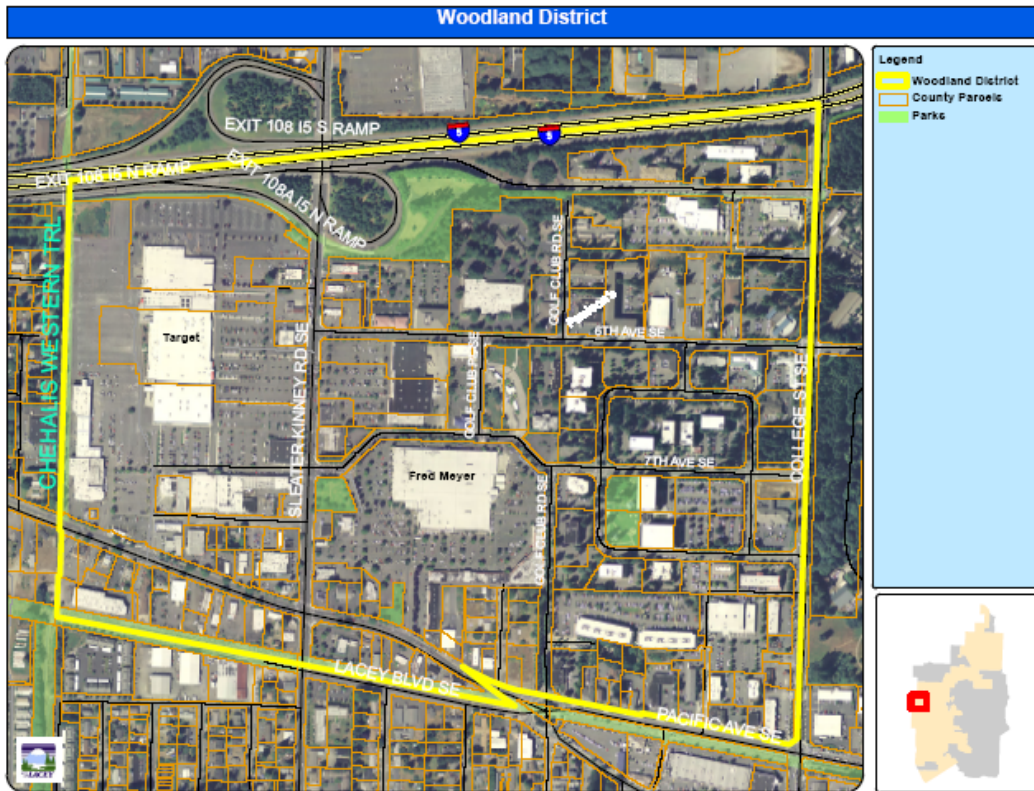 Woodland District
Legend
Woodland District
County Parcels
Parks
EXIT 108 I5 S RAMP
5
5
EXIT 108 I5 N RAMP
EXIT 108A I5 N RAMP
CHEHALIS WESTERN TRL
Target
SLEATER KINNEY RD SE
GOLF CLUB RD SE
6TH AVE SE
GOLF CLUB RD SE
COLLEGE ST SE
7TH AVE SE
Fred Meyer
GOLF CLUB RD SE
LACEY BLVD SE
PACIFIC AVE SE
LACEY